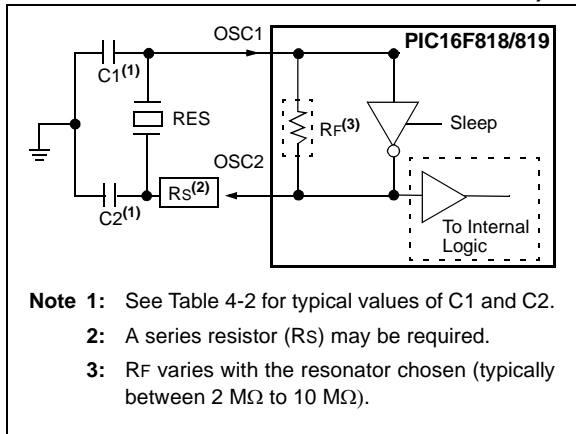 OSC1
PIC16F818/819
C1(1)
RES
RF(3)
Sleep
OSC2
RS(2)
C2(1)
To Internal
Logic
Note 1: See Table 4-2 for typical values of C1 and C2.
2: A series resistor (RS) may be required.
3: RF varies with the resonator chosen (typically
between 2 MΩ to 10 MΩ).